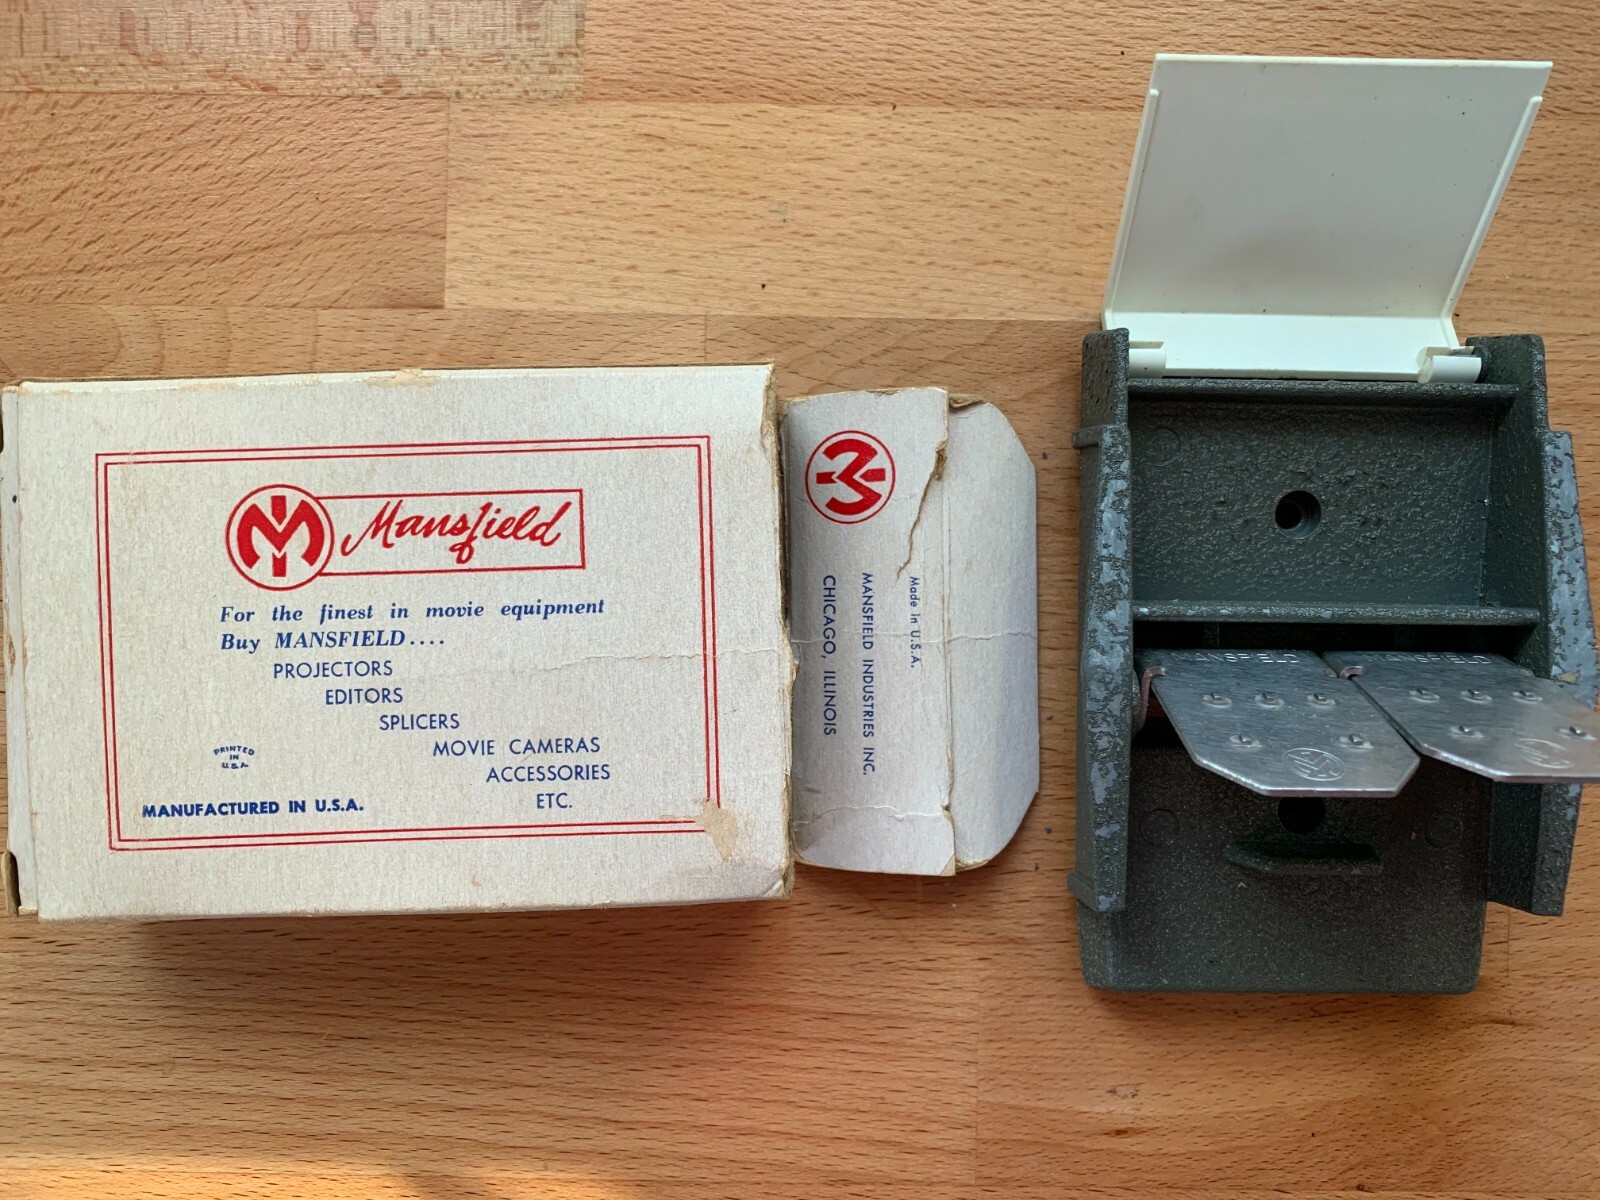 Mansfield
For the finest in movie equipment
Buy MANSFIELD....
PROJECTORS
EDITORS
SPLICERS
MOVIE CAMERAS
ACCESSORIES
ETC.
PRINTED
IN
U.S.A.
MANUFACTURED IN U.S.A.
M
Made in U.S.A.
MANSFIELD INDUSTRIES INC.
CHICAGO, ILLINOIS
MANSFIELD
MANSFIELD